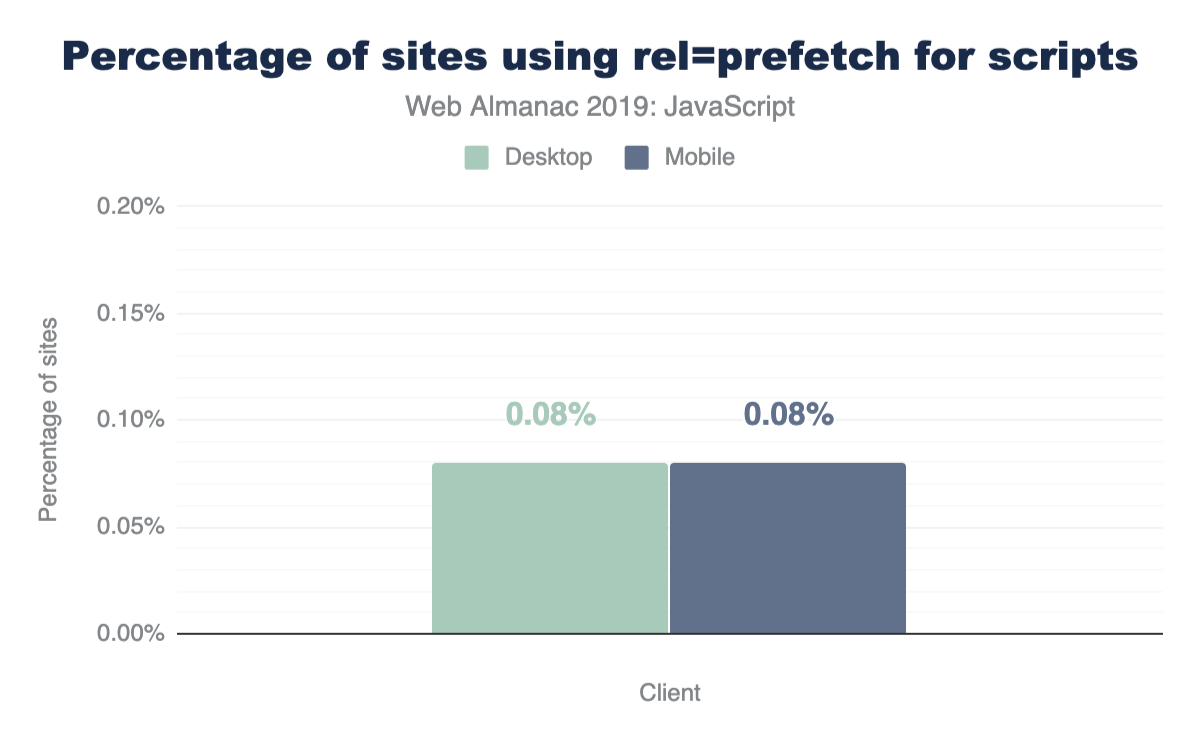 Percentage of sites using rel=prefetch for scripts
Web Almanac 2019: JavaScript
Desktop Mobile
0.20%
0.15%
0.10%
0.05%
0.00%
Percentage of sites
0.08% 0.08%
Client